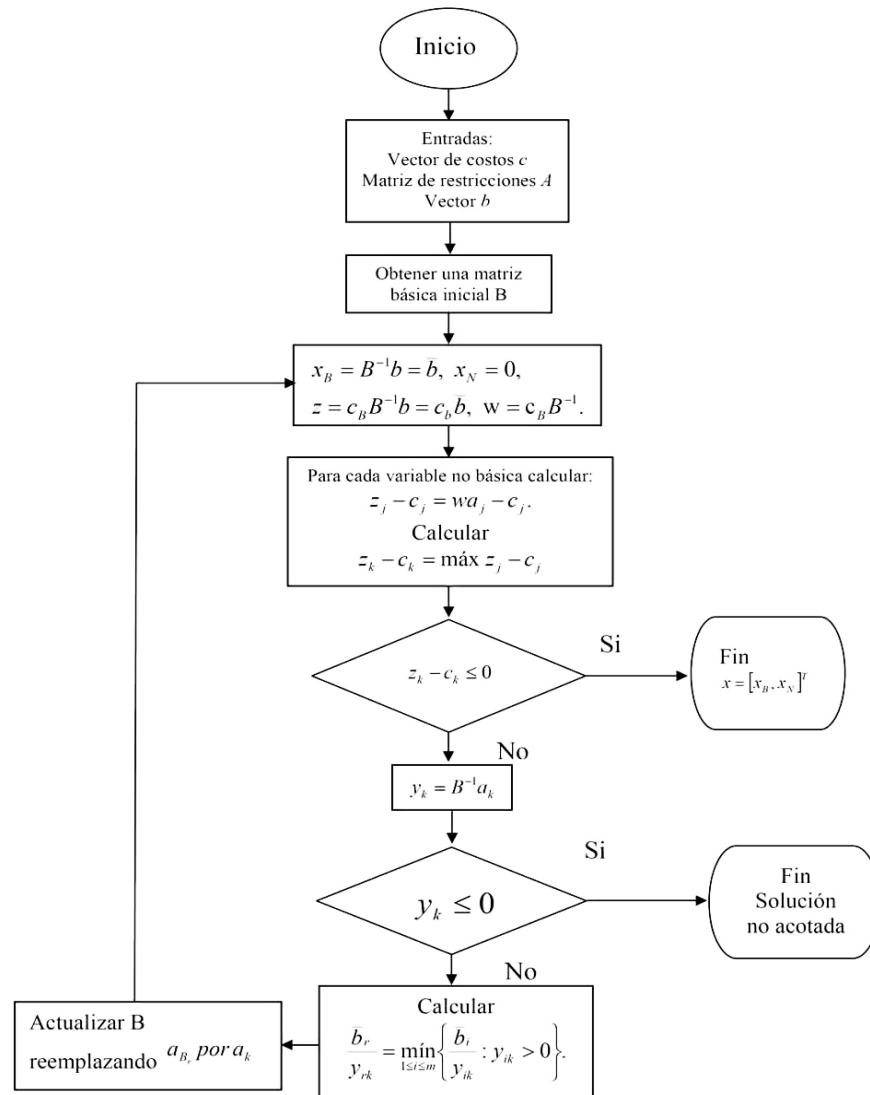 Inicio
Entradas:
Vector de costos c
Matriz de restricciones A
Vector b
Obtener una matriz
básica inicial B
x_B = B^{-1}b = b̄, x_N = 0,
z = c_B B^{-1}b = c_b b̄, w = c_B B^{-1}.
Para cada variable no básica calcular:
z_j − c_j = wa_j − c_j.
Calcular
z_k − c_k = máx z_j − c_j
z_k − c_k ≤ 0
Si
Fin
x = [x_B, x_N]^T
No
y_k = B^{-1}a_k
y_k ≤ 0
Si
Fin
Solución
no acotada
No
Calcular
b̄_r / y_{rk} = mín_{1≤i≤m} { b̄_i / y_{ik} : y_{ik} > 0 }.
Actualizar B
reemplazando a_{B_r} por a_k